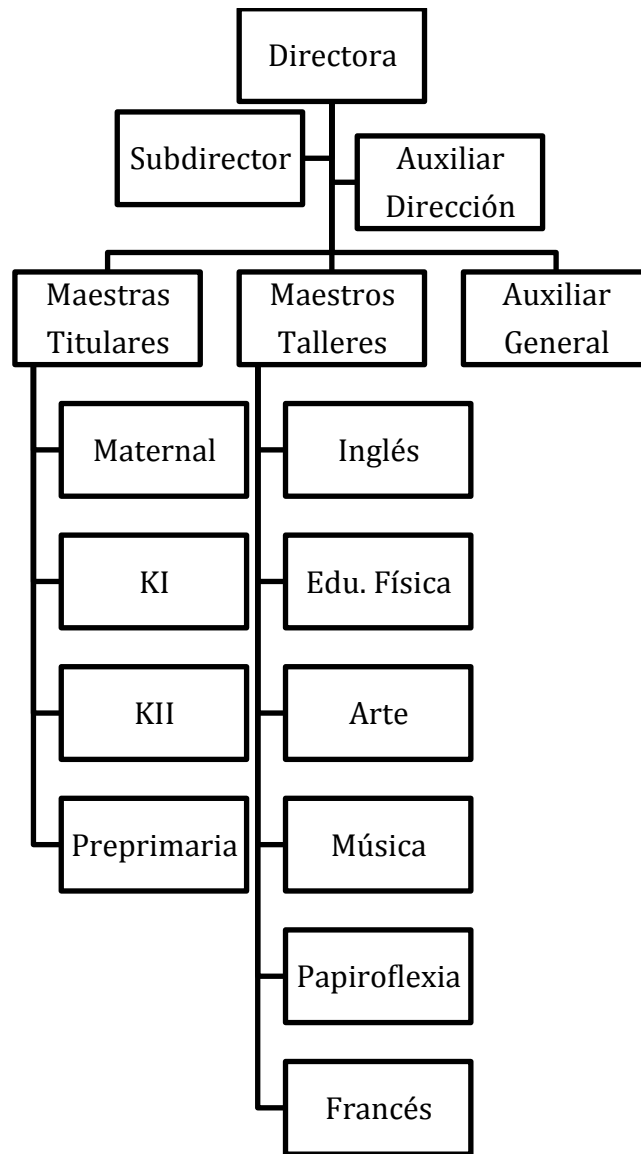 Directora
Subdirector
Auxiliar
Dirección
Maestras
Titulares
Maestros
Talleres
Auxiliar
General
Maternal
KI
KII
Preprimaria
Inglés
Edu. Física
Arte
Música
Papiroflexia
Francés